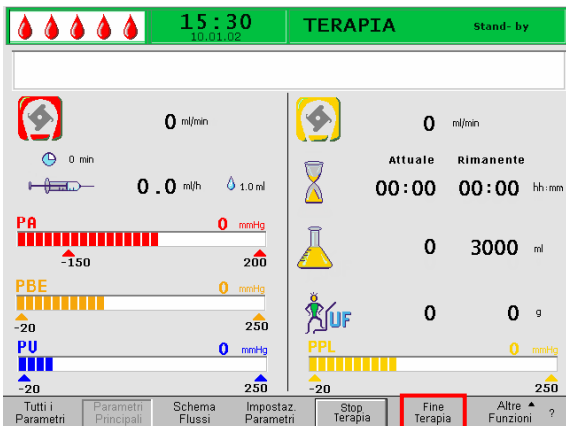 15:30
10.01.02
TERAPIA
Stand- by
0 ml/min
0 ml/min
0 min
Attuale Rimanente
0.0 ml/h 1.0 ml
00:00 00:00 hh:mm
PA 0 mmHg
-150 200
0 3000 ml
PBE 0 mmHg
-20 250
UF 0 0 g
PV 0 mmHg
-20 250
PPL 0 mmHg
-20 250
Tutti i Parametri
Parametri Principali
Schema Flussi
Impostaz. Parametri
Stop Terapia
Fine Terapia
Altre Funzioni
?